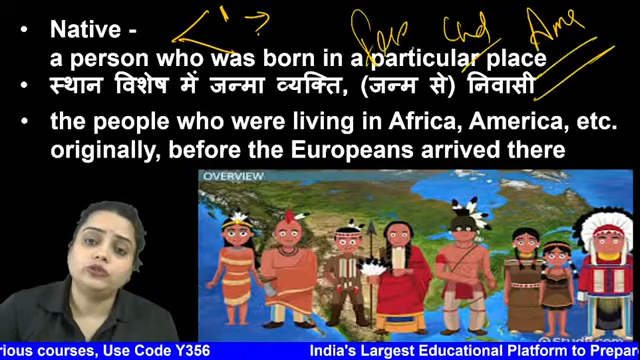 • Native -
a person who was born in a particular place
• स्थान विशेष में जन्मा व्यक्ति, (जन्म से) निवासी
• the people who were living in Africa, America, etc.
originally, before the Europeans arrived there
OVERVIEW
Study.com
rious courses, Use Code Y356 India's Largest Educational Platform to Prepar